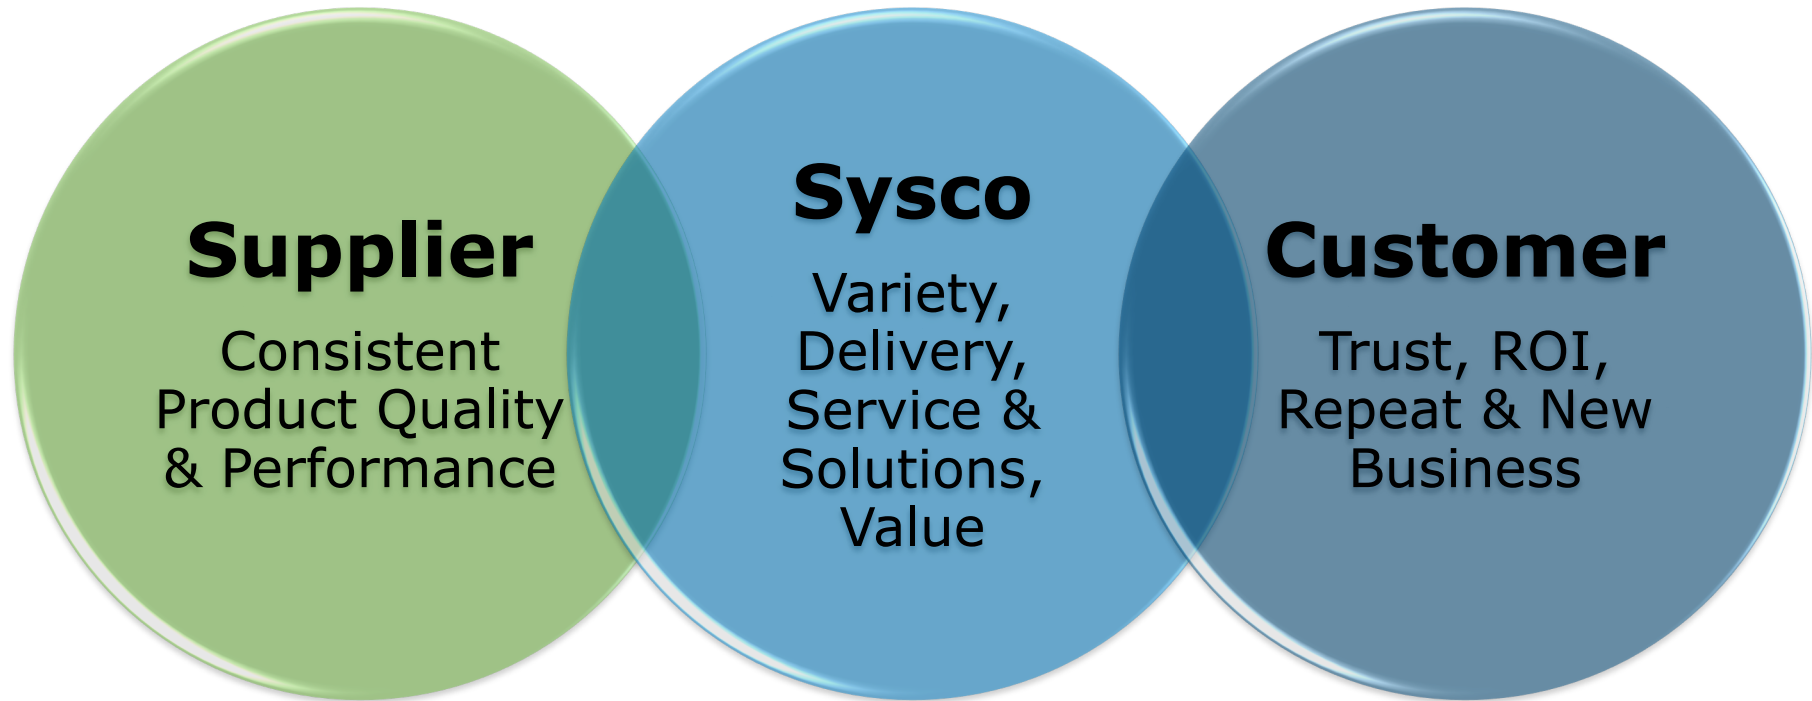 Supplier
Consistent
Product Quality
& Performance
Sysco
Variety,
Delivery,
Service &
Solutions,
Value
Customer
Trust, ROI,
Repeat & New
Business